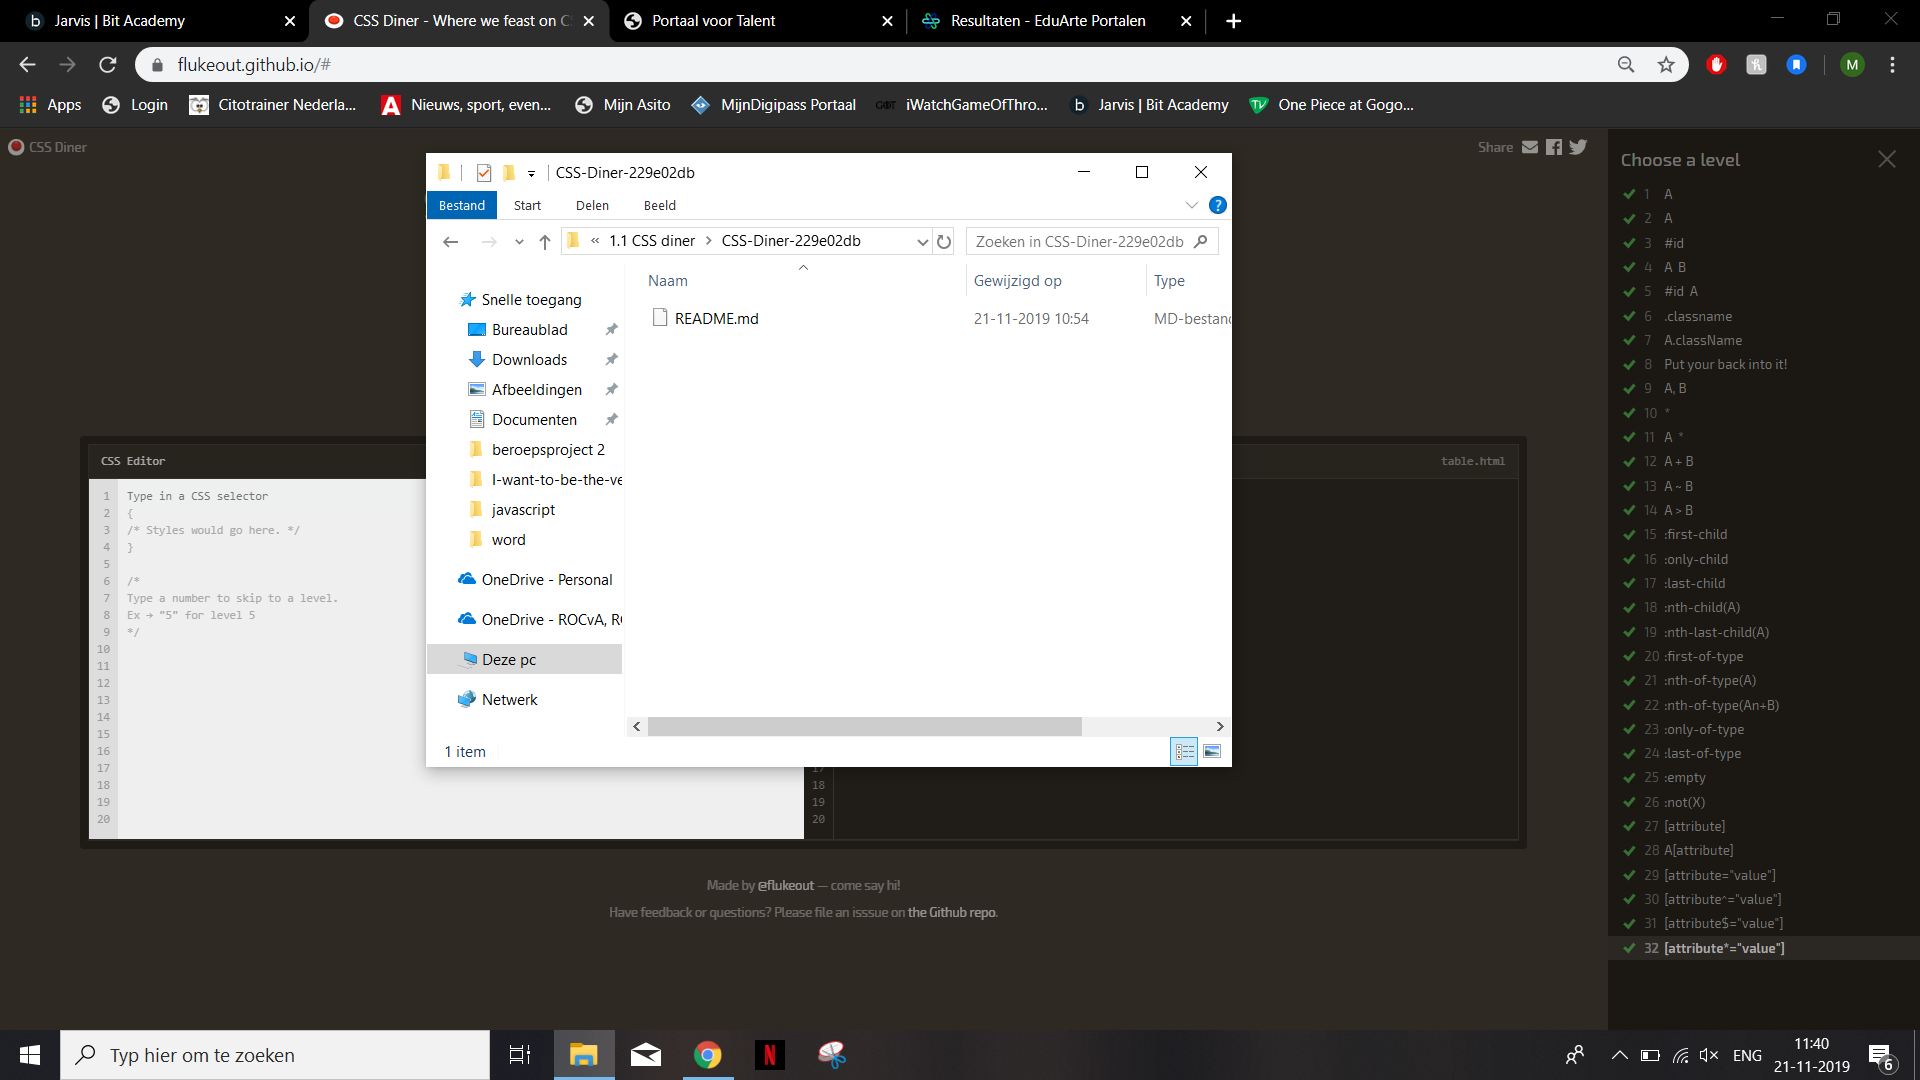 Jarvis | Bit Academy
CSS Diner - Where we feast on C
Portaal voor Talent
Resultaten - EduArte Portalen
flukeout.github.io/#
M
Apps
Login
Citotrainer Nederla...
Nieuws, sport, even...
Mijn Asito
MijnDigipass Portaal
iWatchGameOfThro...
Jarvis | Bit Academy
One Piece at Gogo...
CSS Diner
Share
CSS-Diner-229e02db
Bestand Start Delen Beeld
« 1.1 CSS diner > CSS-Diner-229e02db
Zoeken in CSS-Diner-229e02db
Naam Gewijzigd op Type
README.md 21-11-2019 10:54 MD-bestand
Snelle toegang
Bureaublad
Downloads
Afbeeldingen
Documenten
beroepsproject 2
I-want-to-be-the-ve
javascript
word
OneDrive - Personal
OneDrive - ROCvA, R
Deze pc
Netwerk
1 item
CSS Editor
table.html
1 Type in a CSS selector
2 {
3 /* Styles would go here. */
4 }
5
6 /*
7 Type a number to skip to a level.
8 Ex → "5" for level 5
9 */
10
11
12
13
14
15
16
17
18
19
20
17
18
19
20
Made by @flukeout — come say hi!
Have feedback or questions? Please file an isssue on the Github repo.
Choose a level
1 A
2 A
3 #id
4 A B
5 #id A
6 .classname
7 A.className
8 Put your back into it!
9 A, B
10 *
11 A *
12 A + B
13 A ~ B
14 A > B
15 :first-child
16 :only-child
17 :last-child
18 :nth-child(A)
19 :nth-last-child(A)
20 :first-of-type
21 :nth-of-type(A)
22 :nth-of-type(An+B)
23 :only-of-type
24 :last-of-type
25 :empty
26 :not(X)
27 [attribute]
28 A[attribute]
29 [attribute="value"]
30 [attribute^="value"]
31 [attribute$="value"]
32 [attribute*="value"]
Typ hier om te zoeken
ENG
11:40
21-11-2019
6